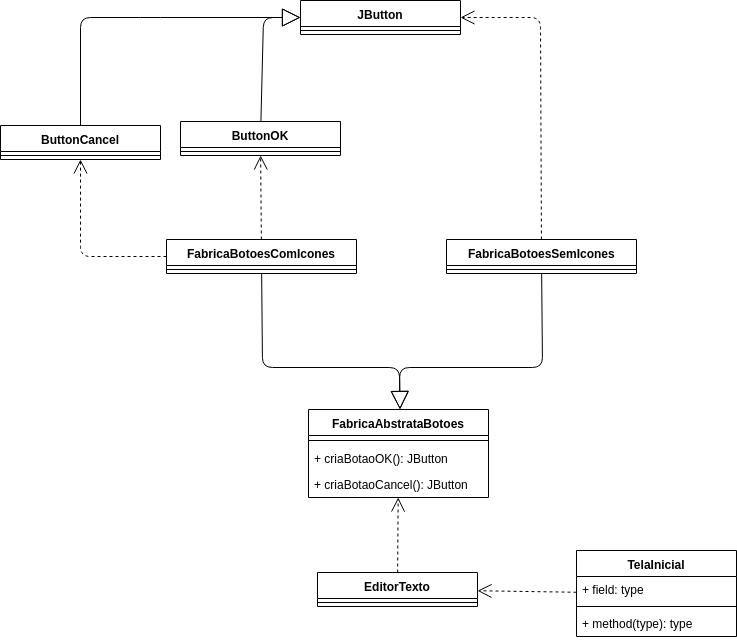 JButton
ButtonCancel
ButtonOK
FabricaBotoesComIcones
FabricaBotoesSemIcones
FabricaAbstrataBotoes
+ criaBotaoOK(): JButton
+ criaBotaoCancel(): JButton
EditorTexto
TelaInicial
+ field: type
+ method(type): type